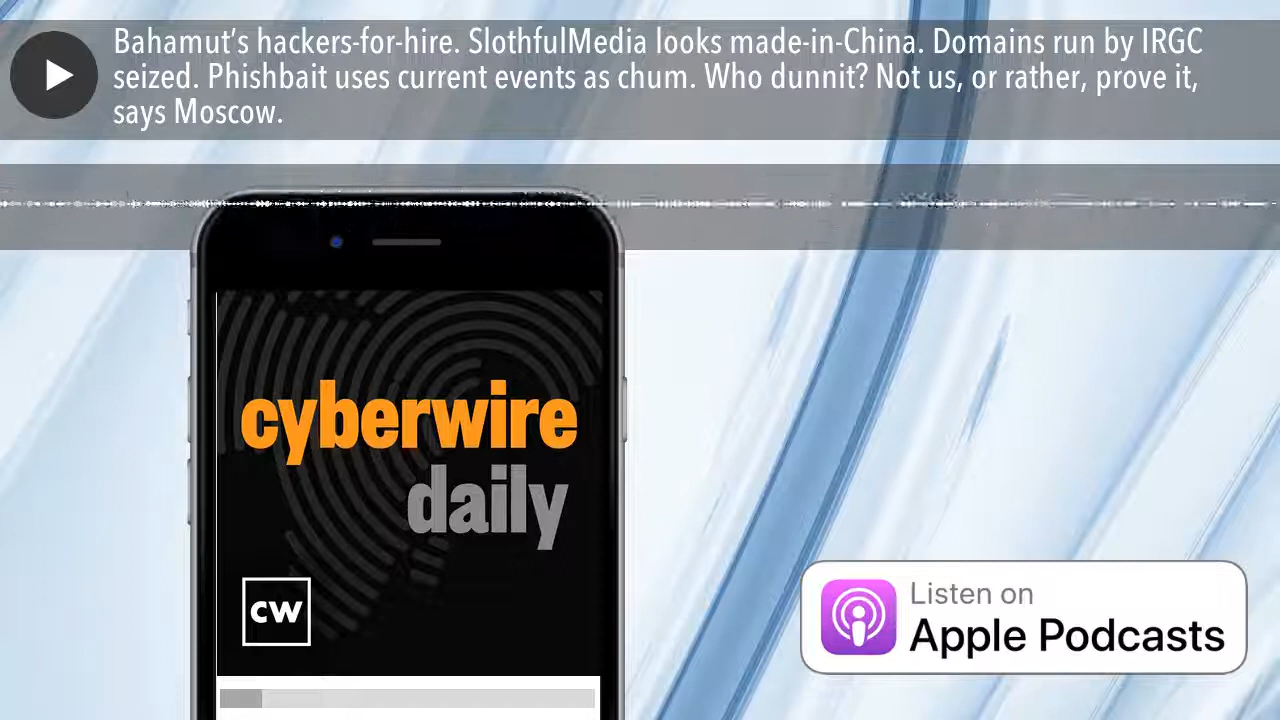 Bahamut’s hackers-for-hire. SlothfulMedia looks made-in-China. Domains run by IRGC
seized. Phishbait uses current events as chum. Who dunnit? Not us, or rather, prove it,
says Moscow.
cyberwire
daily
CW
Listen on
Apple Podcasts